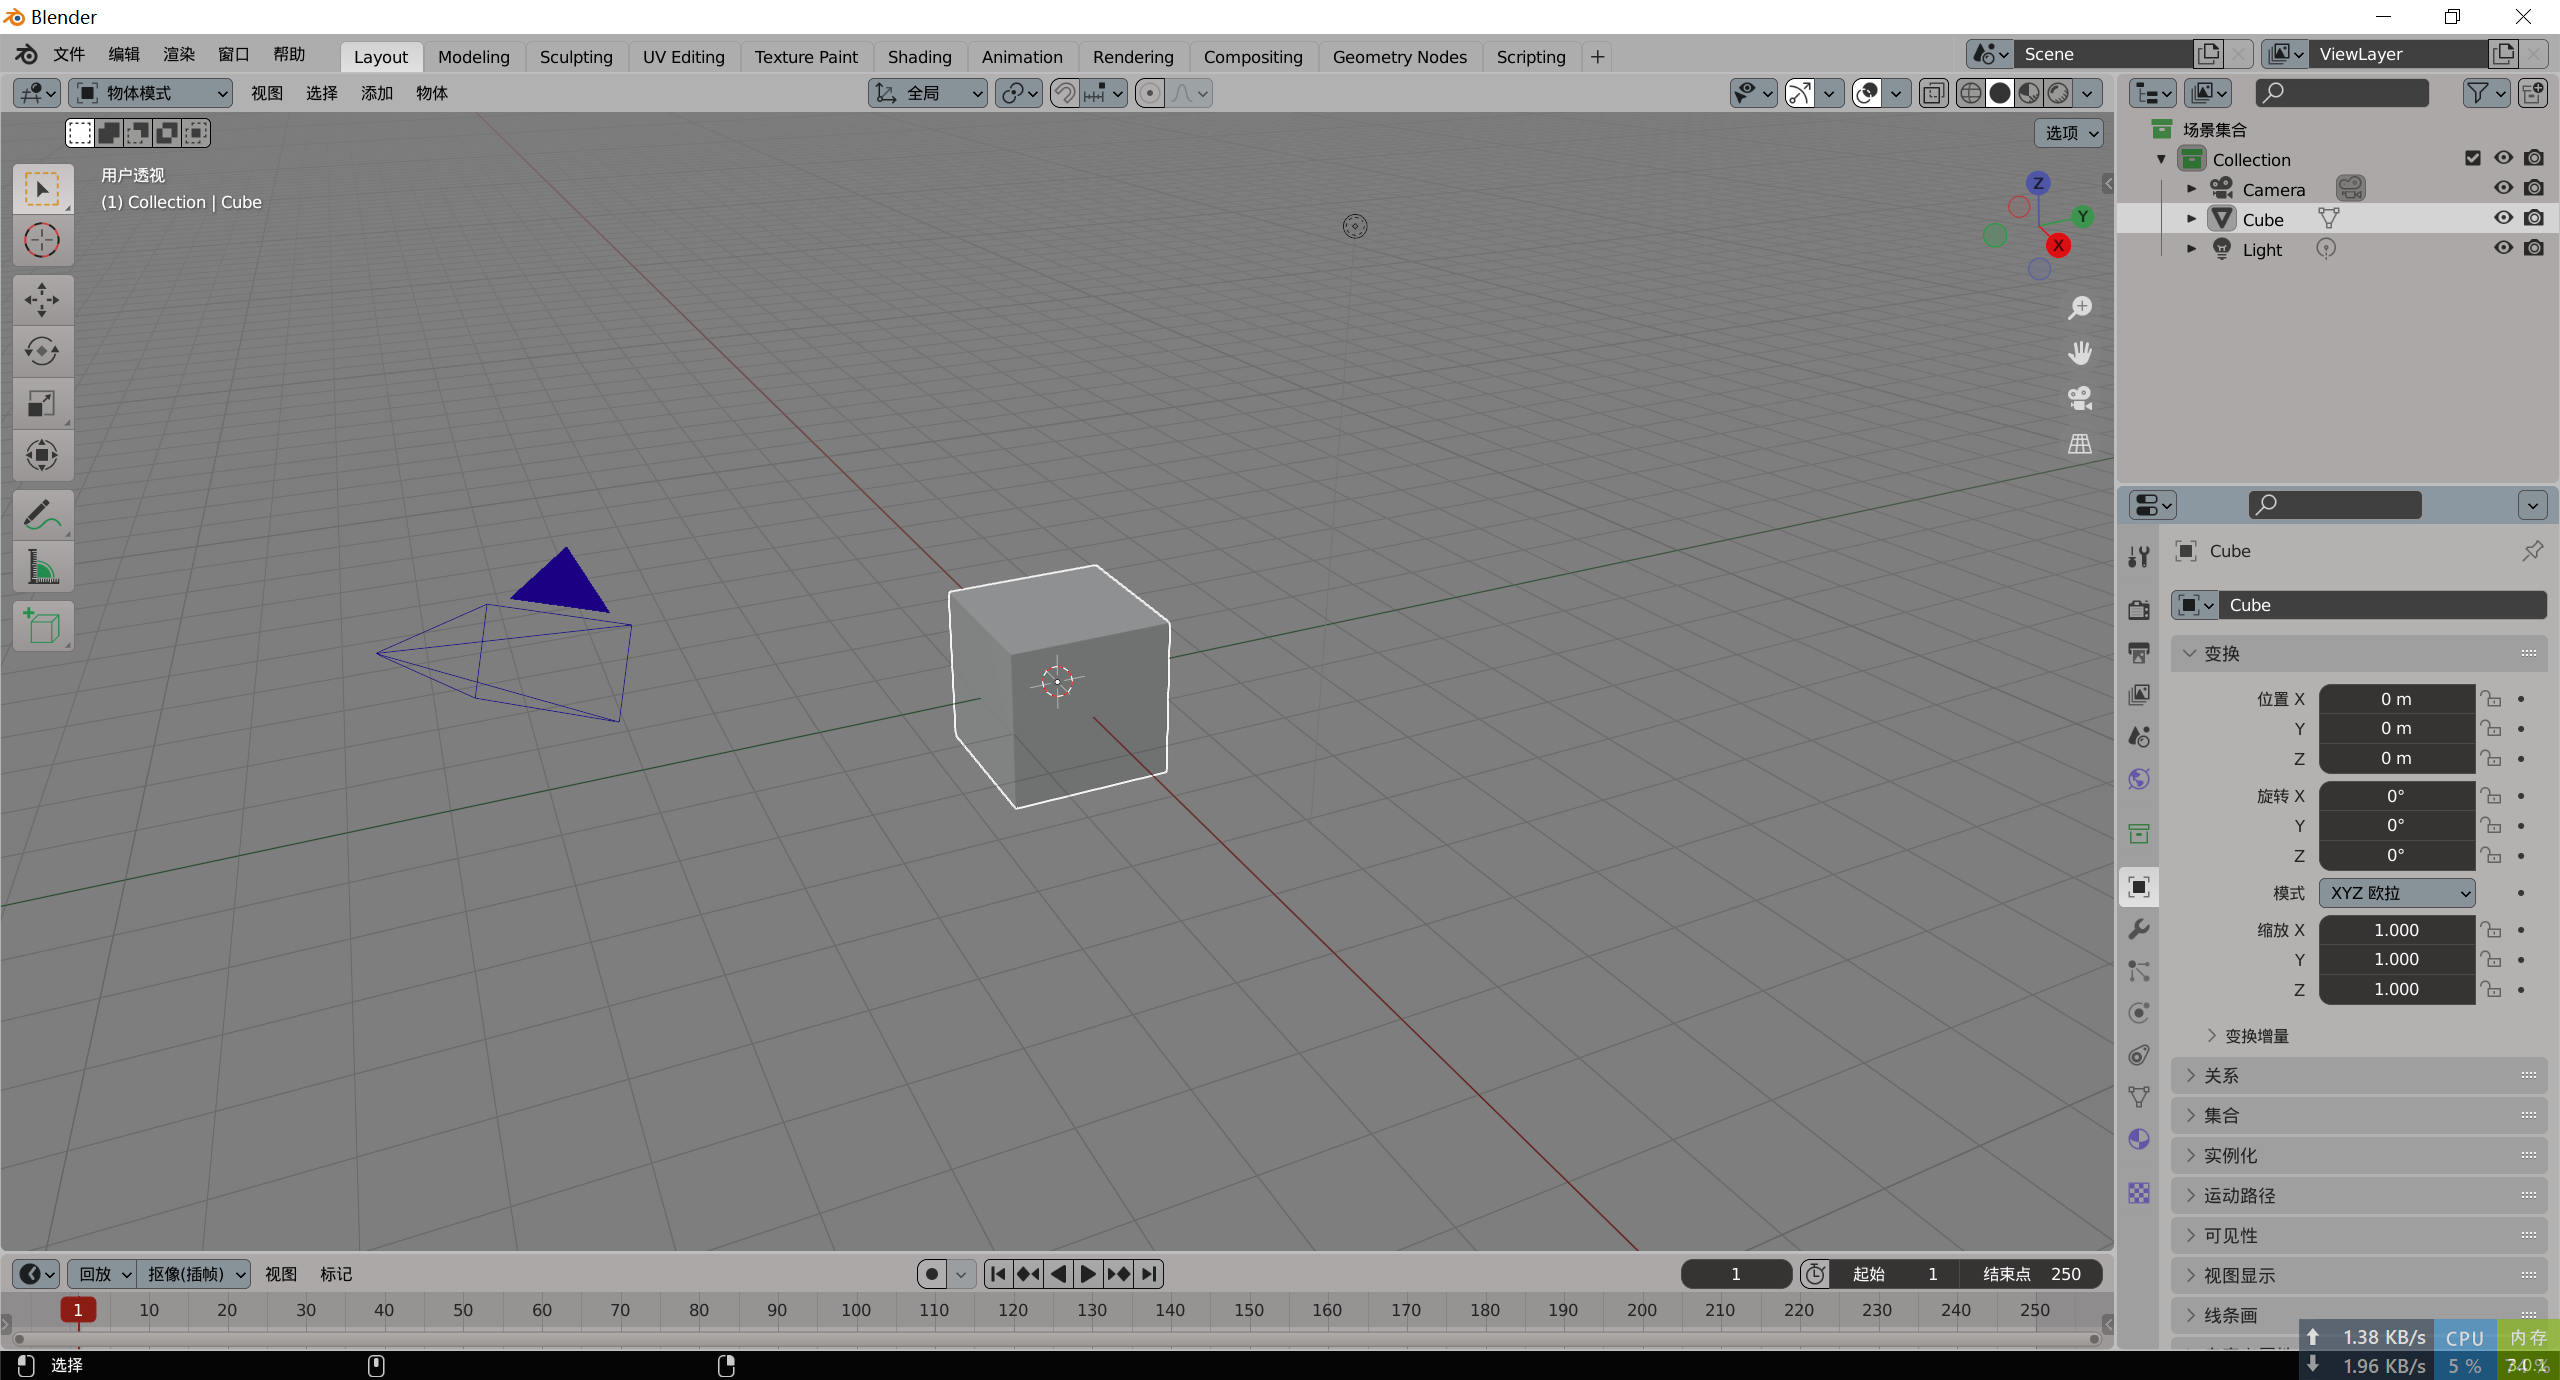 Blender
文件 编辑 渲染 窗口 帮助 Layout Modeling Sculpting UV Editing Texture Paint Shading Animation Rendering Compositing Geometry Nodes Scripting + Scene ViewLayer
物体模式 视图 选择 添加 物体 全局
选项
用户透视
(1) Collection | Cube
Z
Y
X
场景集合
Collection
Camera
Cube
Light
Cube
Cube
变换
位置 X 0 m
Y 0 m
Z 0 m
旋转 X 0°
Y 0°
Z 0°
模式 XYZ 欧拉
缩放 X 1.000
Y 1.000
Z 1.000
变换增量
关系
集合
实例化
运动路径
可见性
视图显示
线条画
回放 抠像(插帧) 视图 标记 1 起始 1 结束点 250
1 10 20 30 40 50 60 70 80 90 100 110 120 130 140 150 160 170 180 190 200 210 220 230 240 250
选择
1.38 KB/s CPU 内存
1.96 KB/s 5 %